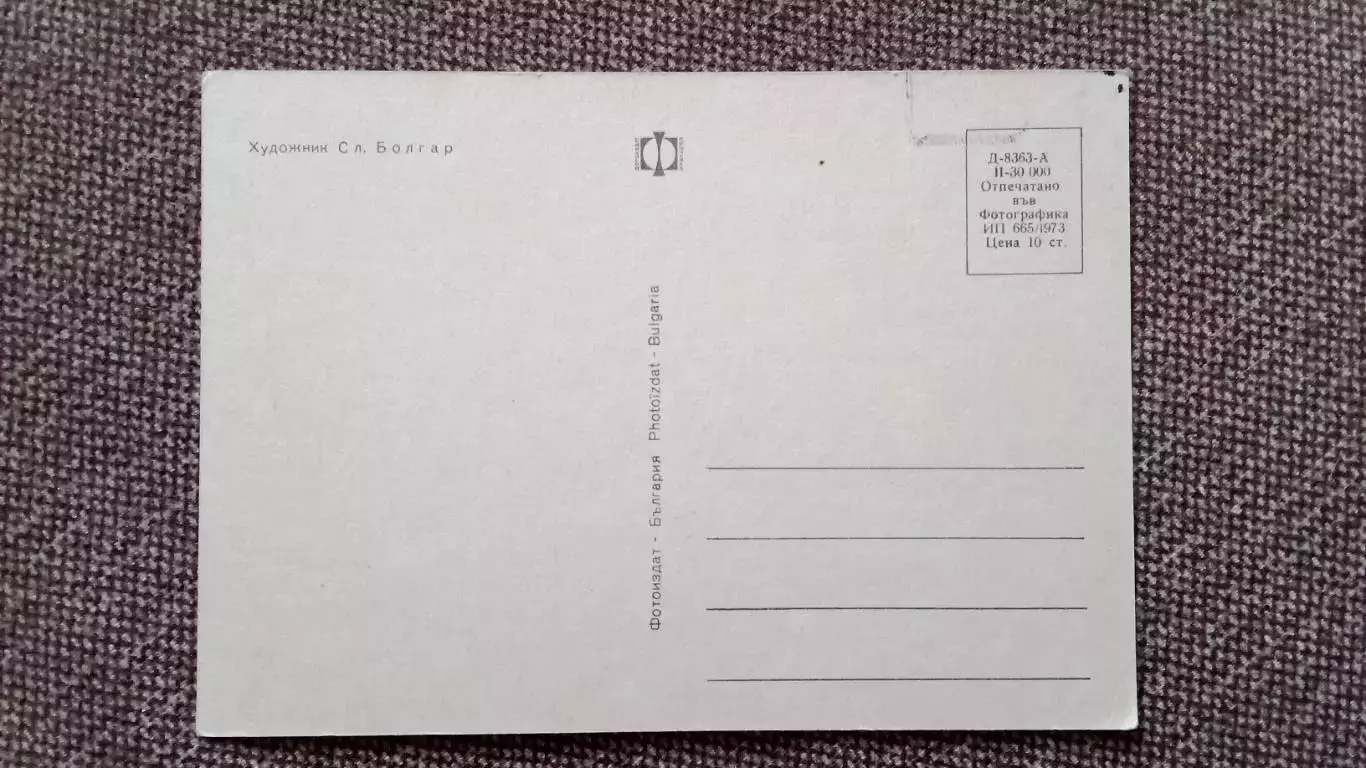 Художник Сл. Болгар
Д-8363-А
II-30 000
Отпечатано
във
Фотографика
ИП 665/1973
Цена 10 ст.
Фотоиздат - България Photoizdat - Bulgaria